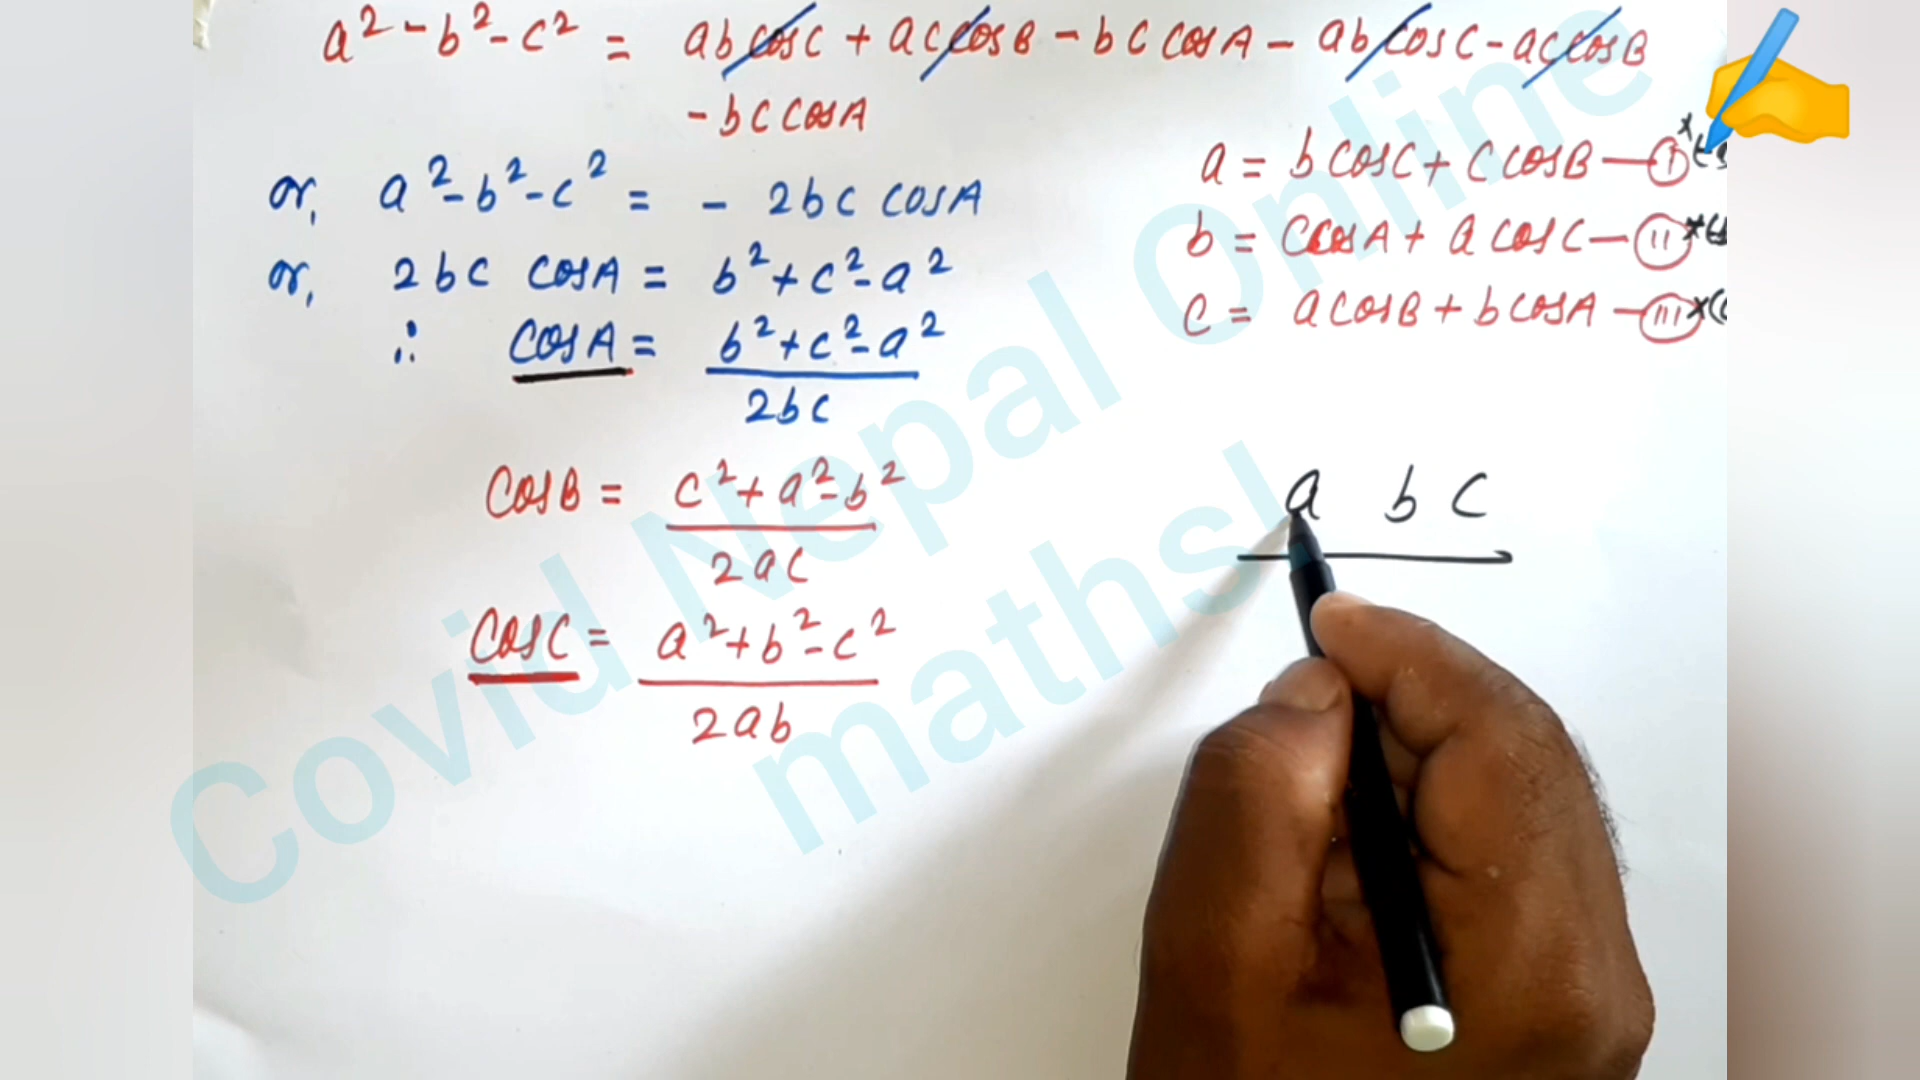 a² - b² - c² = ab cosC + ac cosB - bc cosA - ab cosC - ac cosB
- bc cosA
or, a² - b² - c² = - 2bc cosA
or, 2bc cosA = b² + c² - a²
∴ cosA = b² + c² - a² / 2bc
cosB = c² + a² - b² / 2ac
cosC = a² + b² - c² / 2ab
a = b cosC + c cosB — (I)
b = c cosA + a cosC — (II)
c = a cosB + b cosA — (III)
a b c
Covid Nepal Online
maths!